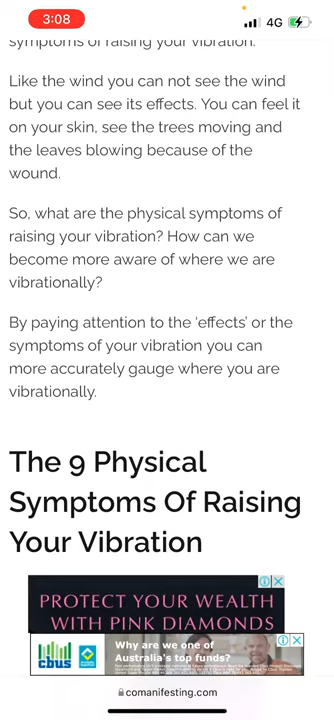 3:08
4G
symptoms of raising your vibration.
Like the wind you can not see the wind
but you can see its effects. You can feel it
on your skin, see the trees moving and
the leaves blowing because of the
wound.
So, what are the physical symptoms of
raising your vibration? How can we
become more aware of where we are
vibrationally?
By paying attention to the ‘effects’ or the
symptoms of your vibration you can
more accurately gauge where you are
vibrationally.
The 9 Physical
Symptoms Of Raising
Your Vibration
PROTECT YOUR WEALTH
WITH PINK DIAMONDS
cbus
Why are we one of
Australia's top funds?
comanifesting.com